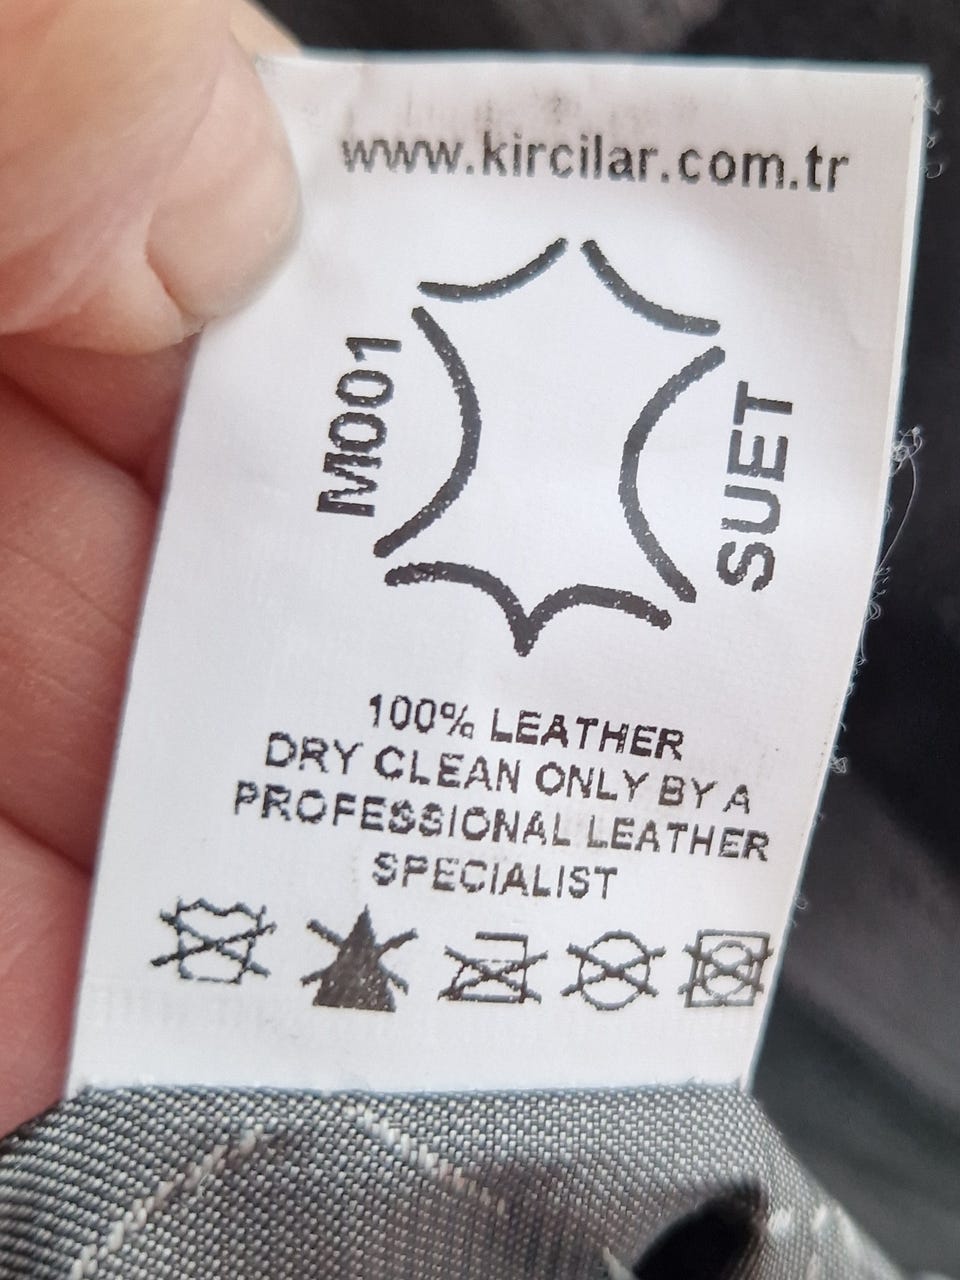 www.kircilar.com.tr
M001
SUET
100% LEATHER
DRY CLEAN ONLY BY A
PROFESSIONAL LEATHER
SPECIALIST